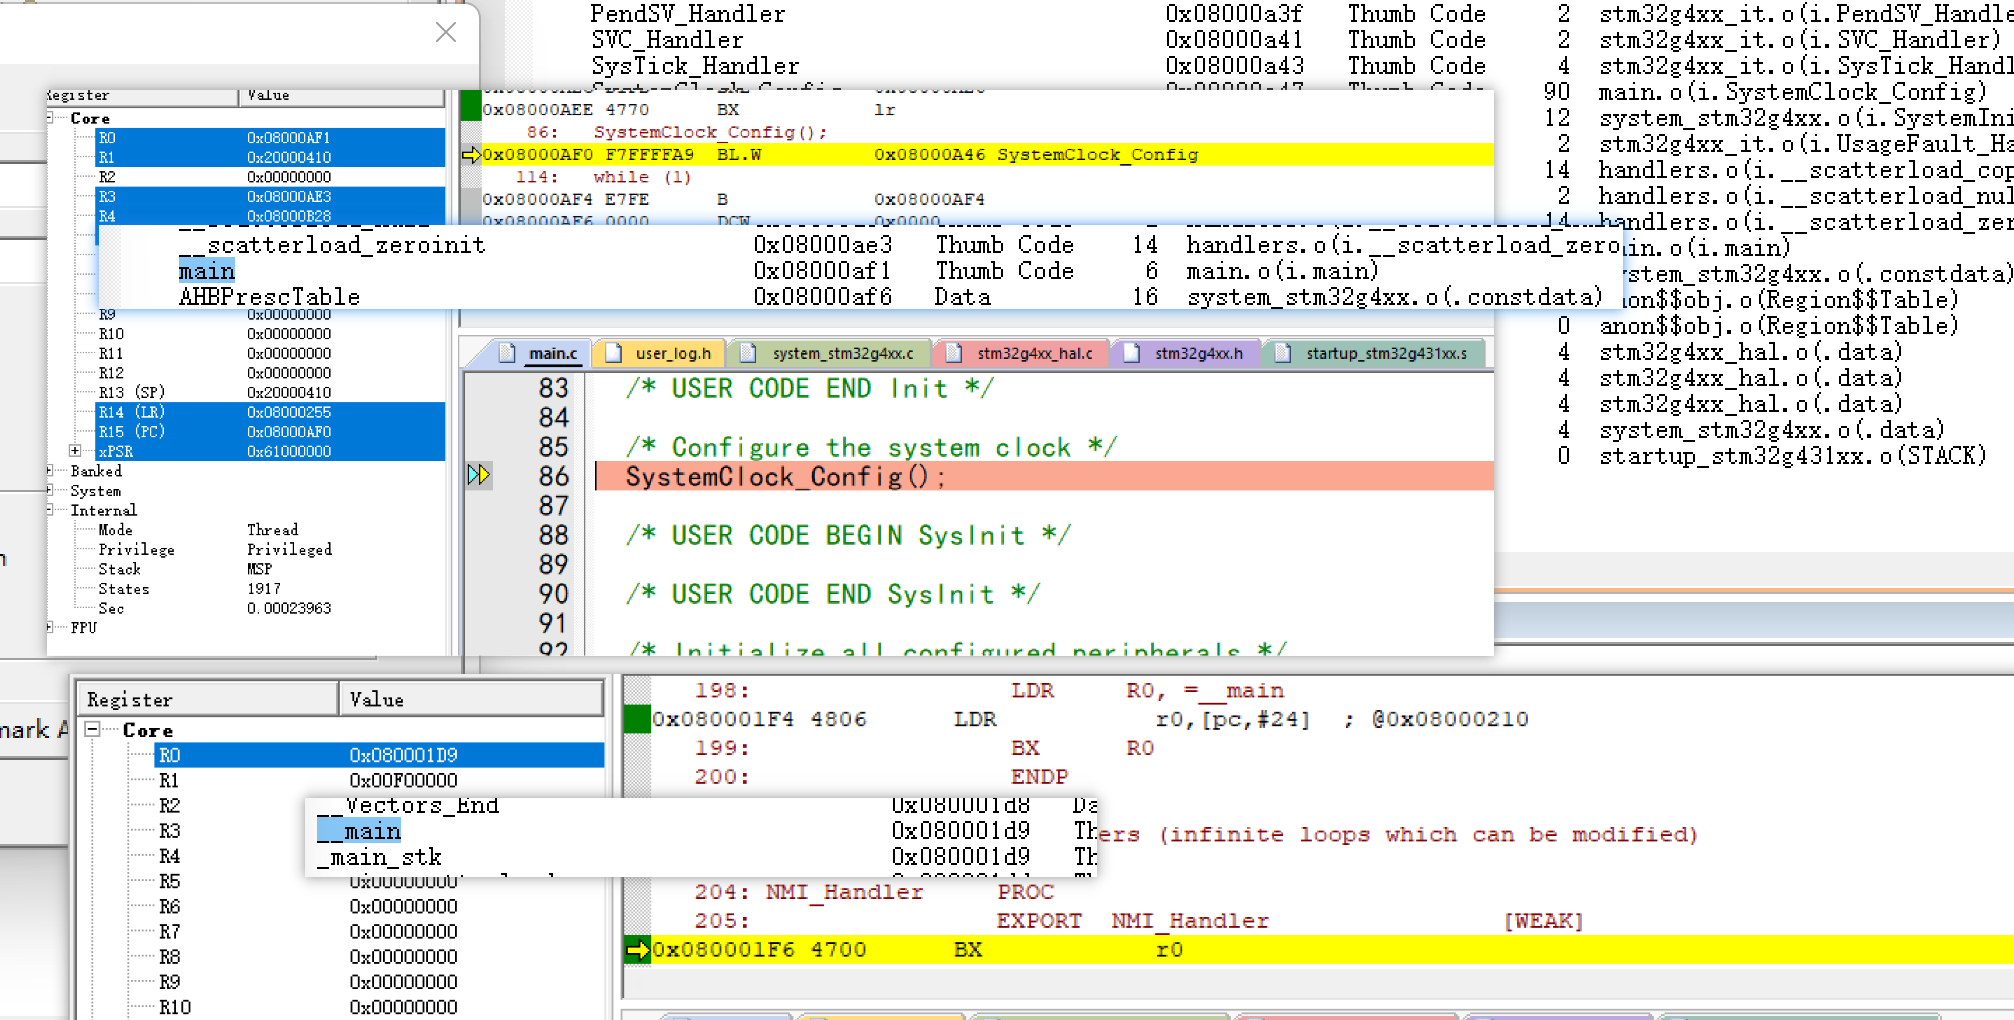 PendSV_Handler 0x08000a3f Thumb Code 2 stm32g4xx_it.o(i.PendSV_Handle
SVC_Handler 0x08000a41 Thumb Code 2 stm32g4xx_it.o(i.SVC_Handler)
SysTick_Handler 0x08000a43 Thumb Code 4 stm32g4xx_it.o(i.SysTick_Handl
90 main.o(i.SystemClock_Config)
12 system_stm32g4xx.o(i.SystemIni
2 stm32g4xx_it.o(i.UsageFault_Ha
14 handlers.o(i.__scatterload_cop
2 handlers.o(i.__scatterload_nul
14 handlers.o(i.__scatterload_zer
ain.o(i.main)
ystem_stm32g4xx.o(.constdata)
non$$obj.o(Region$$Table)
0 anon$$obj.o(Region$$Table)
4 stm32g4xx_hal.o(.data)
4 stm32g4xx_hal.o(.data)
4 stm32g4xx_hal.o(.data)
4 system_stm32g4xx.o(.data)
0 startup_stm32g431xx.o(STACK)
Register Value
Core
R0 0x08000AF1
R1 0x20000410
R2 0x00000000
R3 0x08000AE3
R4 0x08000B28
R9 0x00000000
R10 0x00000000
R11 0x00000000
R12 0x00000000
R13 (SP) 0x20000410
R14 (LR) 0x08000255
R15 (PC) 0x08000AF0
xPSR 0x61000000
Banked
System
Internal
Mode Thread
Privilege Privileged
Stack MSP
States 1917
Sec 0.00023963
FPU
0x08000AEE 4770 BX lr
86: SystemClock_Config();
0x08000AF0 F7FFFFA9 BL.W 0x08000A46 SystemClock_Config
114: while (1)
0x08000AF4 E7FE B 0x08000AF4
0x08000AF6 0000 DCW 0x0000
__scatterload_zeroinit 0x08000ae3 Thumb Code 14 handlers.o(i.__scatterload_zero
main 0x08000af1 Thumb Code 6 main.o(i.main)
AHBPrescTable 0x08000af6 Data 16 system_stm32g4xx.o(.constdata)
main.c user_log.h system_stm32g4xx.c stm32g4xx_hal.c stm32g4xx.h startup_stm32g431xx.s
83 /* USER CODE END Init */
84
85 /* Configure the system clock */
86 SystemClock_Config();
87
88 /* USER CODE BEGIN SysInit */
89
90 /* USER CODE END SysInit */
91
92 /* Initialize all configured peripherals */
mark A
Register Value
Core
R0 0x080001D9
R1 0x00F00000
R2
R3
R4
R5 0x00000000
R6 0x00000000
R7 0x00000000
R8 0x00000000
R9 0x00000000
R10 0x00000000
__Vectors_End 0x080001d8 Da
__main 0x080001d9 Th
_main_stk 0x080001d9 Th
198: LDR R0, =__main
0x080001F4 4806 LDR r0,[pc,#24] ; @0x08000210
199: BX R0
200: ENDP
ers (infinite loops which can be modified)
204: NMI_Handler PROC
205: EXPORT NMI_Handler [WEAK]
0x080001F6 4700 BX r0